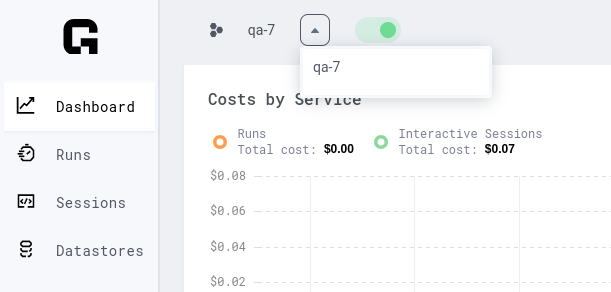 qa-7
qa-7
Dashboard
Runs
Sessions
Datastores
Costs by Service
Runs
Total cost: $0.00
Interactive Sessions
Total cost: $0.07
$0.08
$0.06
$0.04
$0.02